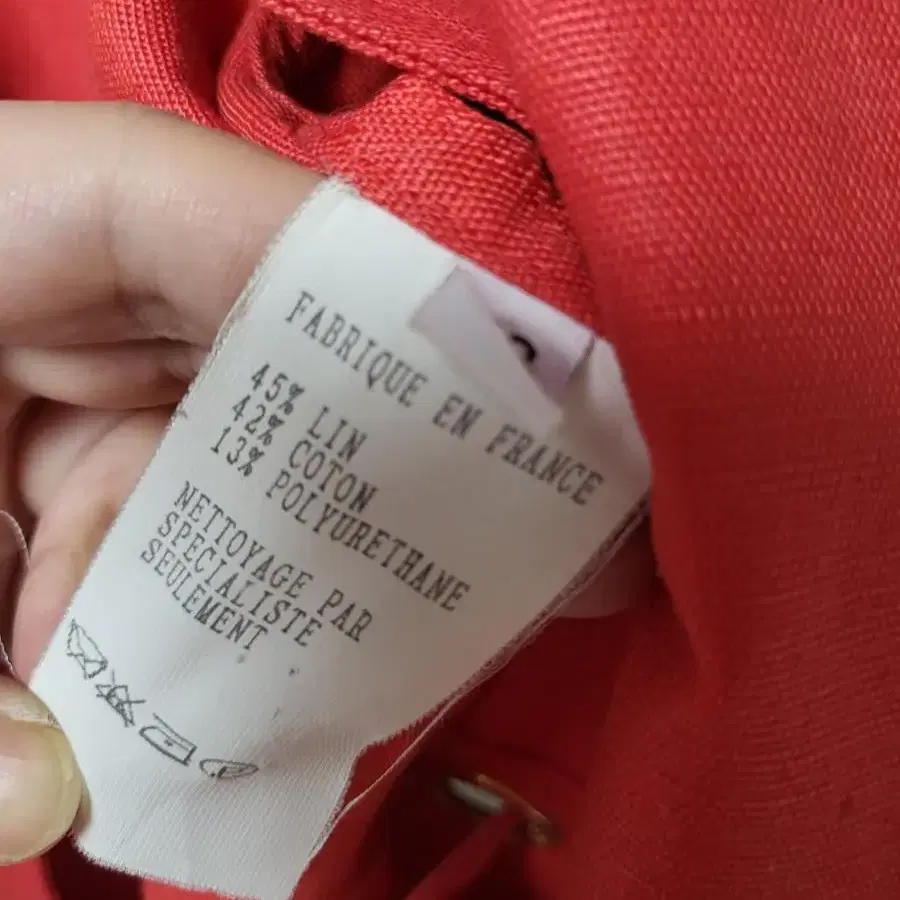 FABRIQUE EN FRANCE
45% LIN
42% COTON
13% POLYURETHANE
NETTOYAGE PAR
SPECIALISTE
SEULEMENT